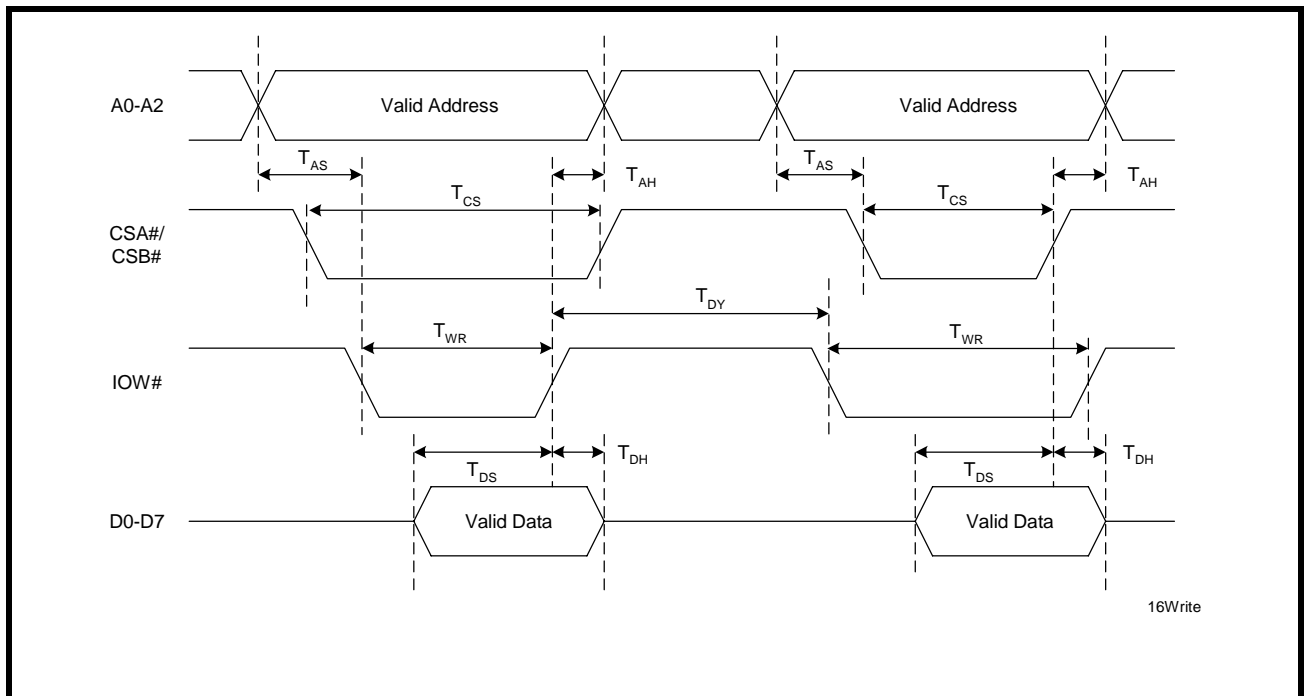 A0-A2
Valid Address
Valid Address
TAS
TAH
TAS
TAH
TCS
TCS
CSA#/
CSB#
TDY
TWR
TWR
IOW#
TDS
TDH
TDS
TDH
D0-D7
Valid Data
Valid Data
16Write